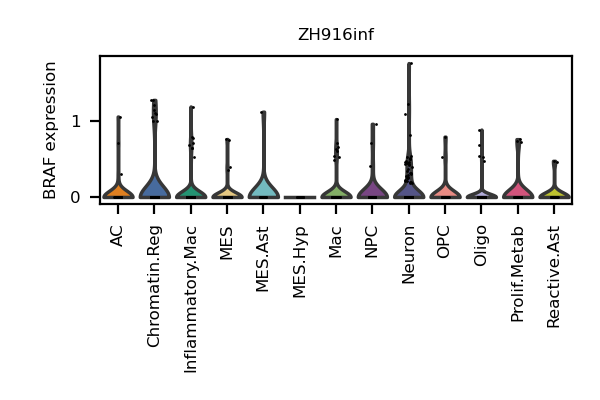 ZH916inf
BRAF expression
1
0
AC
Chromatin.Reg
Inflammatory.Mac
MES
MES.Ast
MES.Hyp
Mac
NPC
Neuron
OPC
Oligo
Prolif.Metab
Reactive.Ast